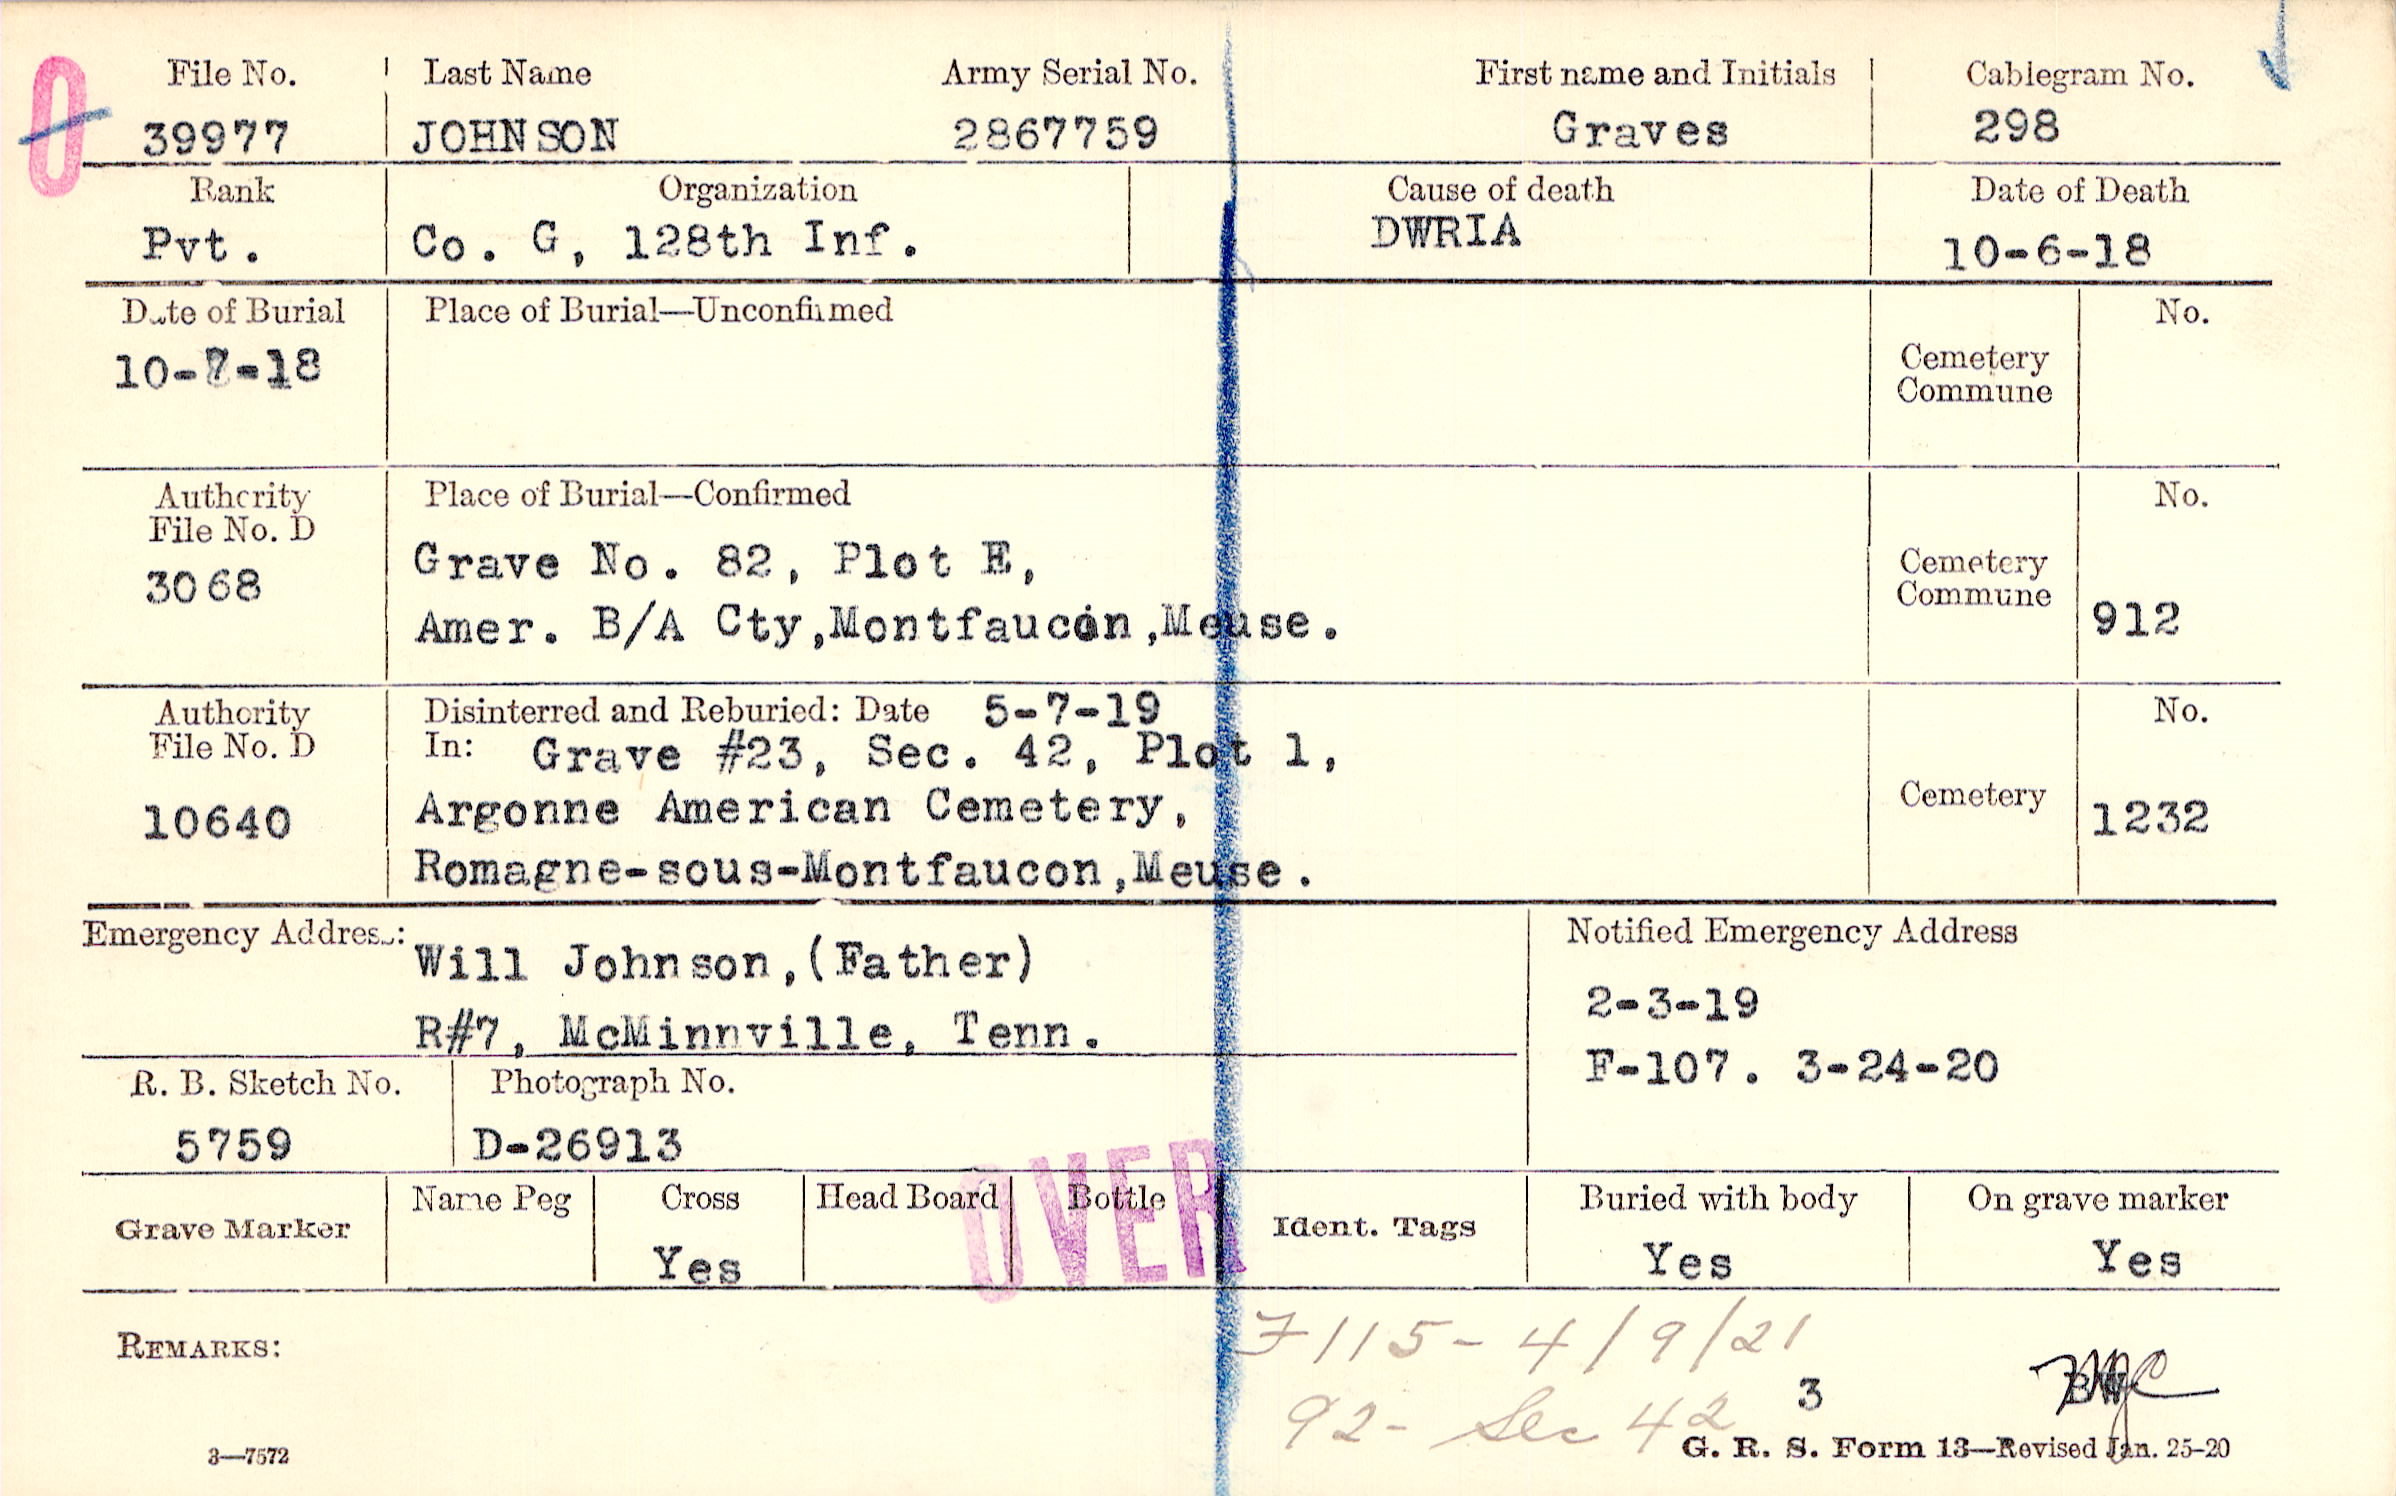 File No. Last Name Army Serial No. First name and Initials Cablegram No.
39977 JOHNSON 2867759 Graves 298
Rank Organization Cause of death Date of Death
Pvt. Co. G, 128th Inf. DWRIA 10-6-18
Date of Burial Place of Burial—Unconfirmed No.
10-7-18
Cemetery
Commune
Authority Place of Burial—Confirmed No.
File No. D
3068
Grave No. 82, Plot E,
Amer. B/A Cty,Montfaucon,Meuse.
Cemetery
Commune
912
Authority Disinterred and Reburied: Date 5-7-19 No.
File No. D In: Grave #23, Sec. 42, Plot 1,
10640 Argonne American Cemetery, Cemetery 1232
Romagne-sous-Montfaucon,Meuse.
Emergency Address: Will Johnson,(Father)
R#7, McMinnville, Tenn.
Notified Emergency Address
2-3-19
F-107. 3-24-20
R. B. Sketch No. Photograph No.
5759 D-26913
OVER
Grave Marker Name Peg Cross Head Board Bottle Ident. Tags Buried with body On grave marker
Yes Yes Yes
REMARKS:
F115- 4/9/21
3
92- Sec 42
3—7572 G. R. S. Form 13—Revised Jan. 25-20